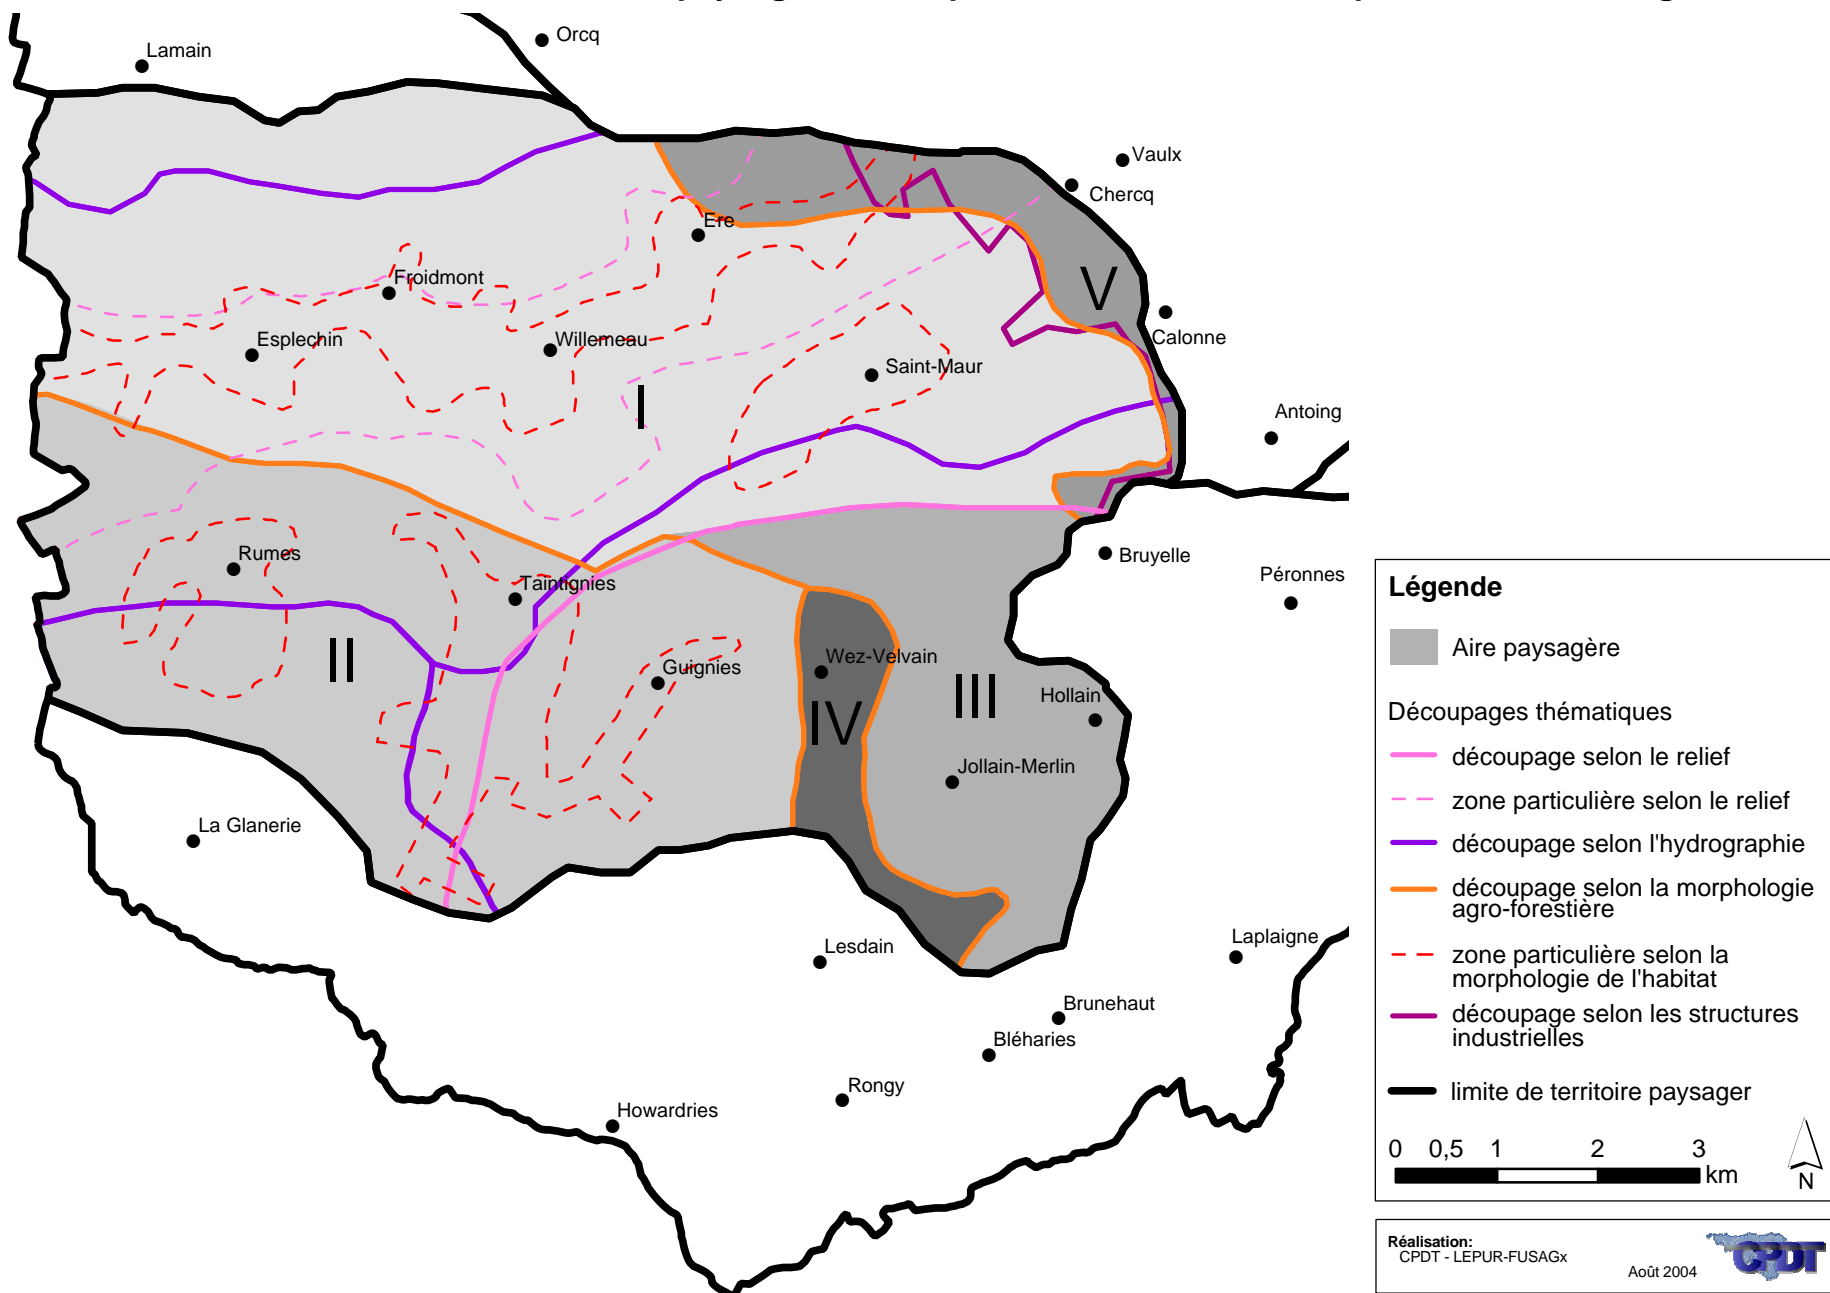 Orcq
Lamain
Vaulx
Chercq
Ere
Froidmont
V
Esplechin
Willemeau
Calonne
Saint-Maur
I
Antoing
Rumes
Taintignies
Bruyelle
Péronnes
II
Guignies
Wez-Velvain
III
Hollain
IV
Jollain-Merlin
La Glanerie
Lesdain
Laplaigne
Brunehaut
Bléharies
Rongy
Howardries
Légende
Aire paysagère
Découpages thématiques
découpage selon le relief
zone particulière selon le relief
découpage selon l'hydrographie
découpage selon la morphologie
agro-forestière
zone particulière selon la
morphologie de l'habitat
découpage selon les structures
industrielles
limite de territoire paysager
0 0,5 1 2 3
km
N
Réalisation:
CPDT - LEPUR-FUSAGx
Août 2004
CPDT